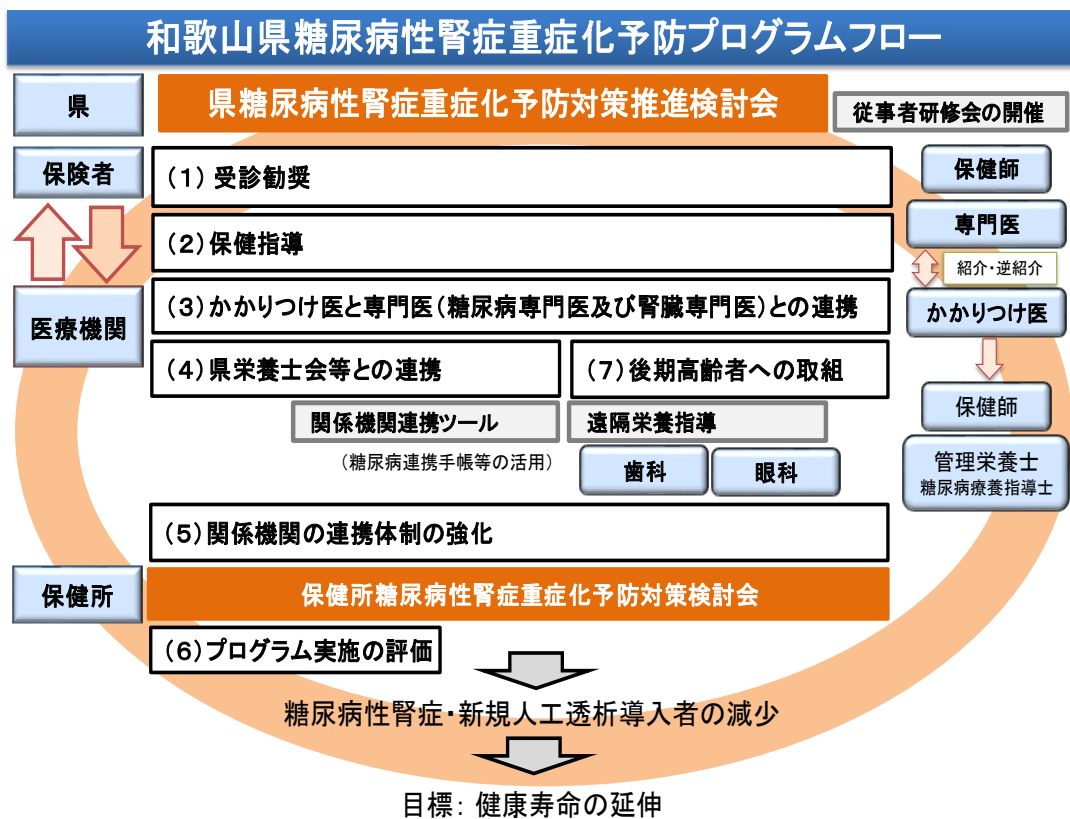 和歌山県糖尿病性腎症重症化予防プログラムフロー
県
県糖尿病性腎症重症化予防対策推進検討会
従事者研修会の開催
保険者
(1) 受診勧奨
保健師
(2)保健指導
専門医
紹介・逆紹介
医療機関
(3)かかりつけ医と専門医(糖尿病専門医及び腎臓専門医)との連携
かかりつけ医
(4)県栄養士会等との連携
(7)後期高齢者への取組
関係機関連携ツール
遠隔栄養指導
保健師
(糖尿病連携手帳等の活用)
歯科
眼科
管理栄養士
糖尿病療養指導士
(5)関係機関の連携体制の強化
保健所
保健所糖尿病性腎症重症化予防対策検討会
(6)プログラム実施の評価
糖尿病性腎症・新規人工透析導入者の減少
目標: 健康寿命の延伸